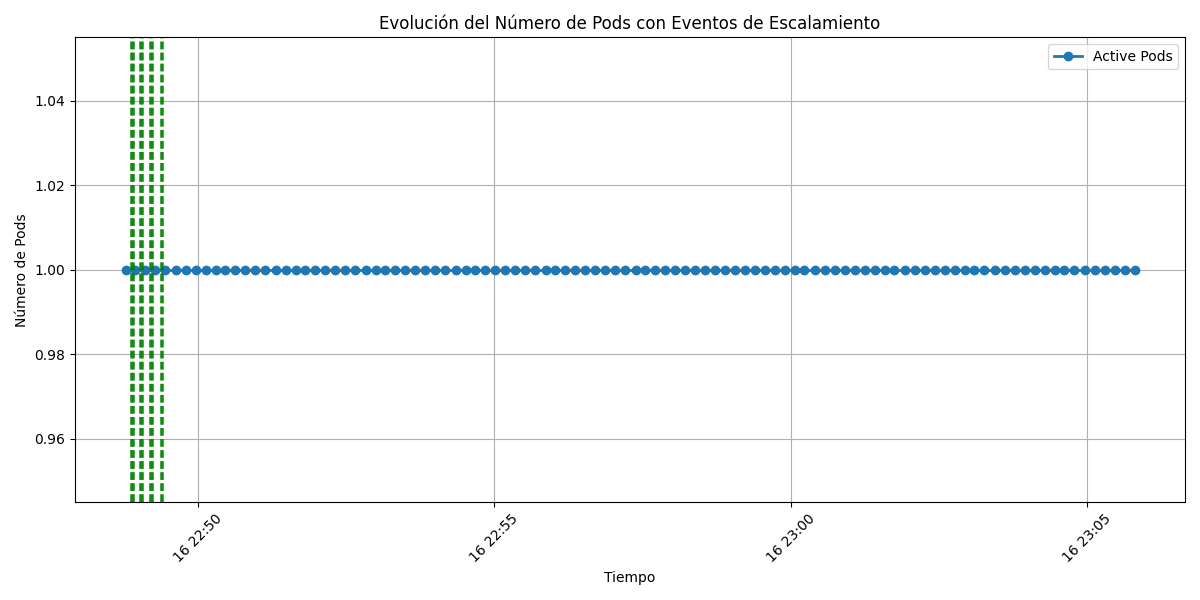 Evolución del Número de Pods con Eventos de Escalamiento
Active Pods
1.04
1.02
1.00
0.98
0.96
Número de Pods
16 22:50
16 22:55
16 23:00
16 23:05
Tiempo